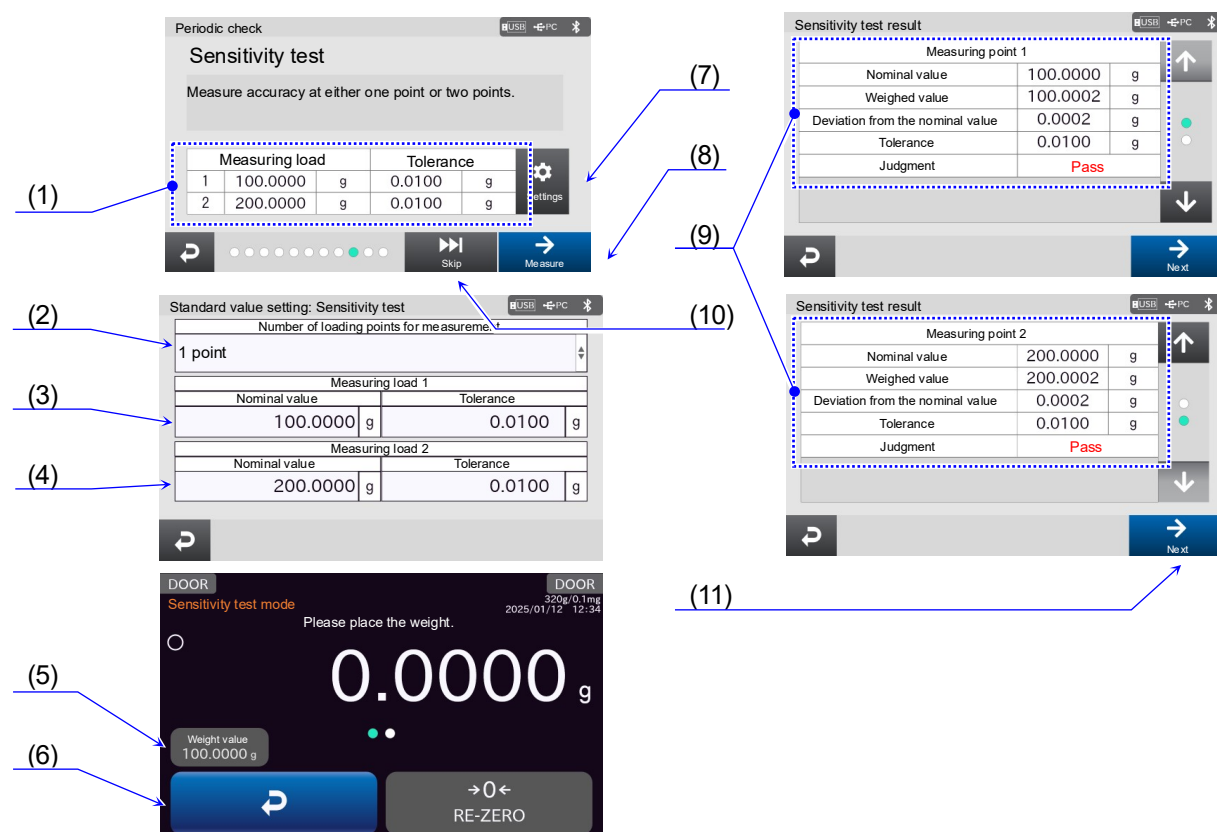 Periodic check
USB PC
Sensitivity test
Measure accuracy at either one point or two points.
Measuring load Tolerance
1 100.0000 g 0.0100 g
2 200.0000 g 0.0100 g
ettings
Skip
Measure
(1)
(7)
(8)
(10)
Standard value setting: Sensitivity test
USB PC
Number of loading points for measurement
1 point
Measuring load 1
Nominal value Tolerance
100.0000 g 0.0100 g
Measuring load 2
Nominal value Tolerance
200.0000 g 0.0100 g
(2)
(3)
(4)
DOOR DOOR
Sensitivity test mode
320g/0.1mg
2025/01/12 12:34
Please place the weight.
0.0000 g
Weight value
100.0000 g
→0←
RE-ZERO
(5)
(6)
Sensitivity test result
USB PC
Measuring point 1
Nominal value 100.0000 g
Weighed value 100.0002 g
Deviation from the nominal value 0.0002 g
Tolerance 0.0100 g
Judgment Pass
Next
(9)
Sensitivity test result
USB PC
Measuring point 2
Nominal value 200.0000 g
Weighed value 200.0002 g
Deviation from the nominal value 0.0002 g
Tolerance 0.0100 g
Judgment Pass
Next
(11)